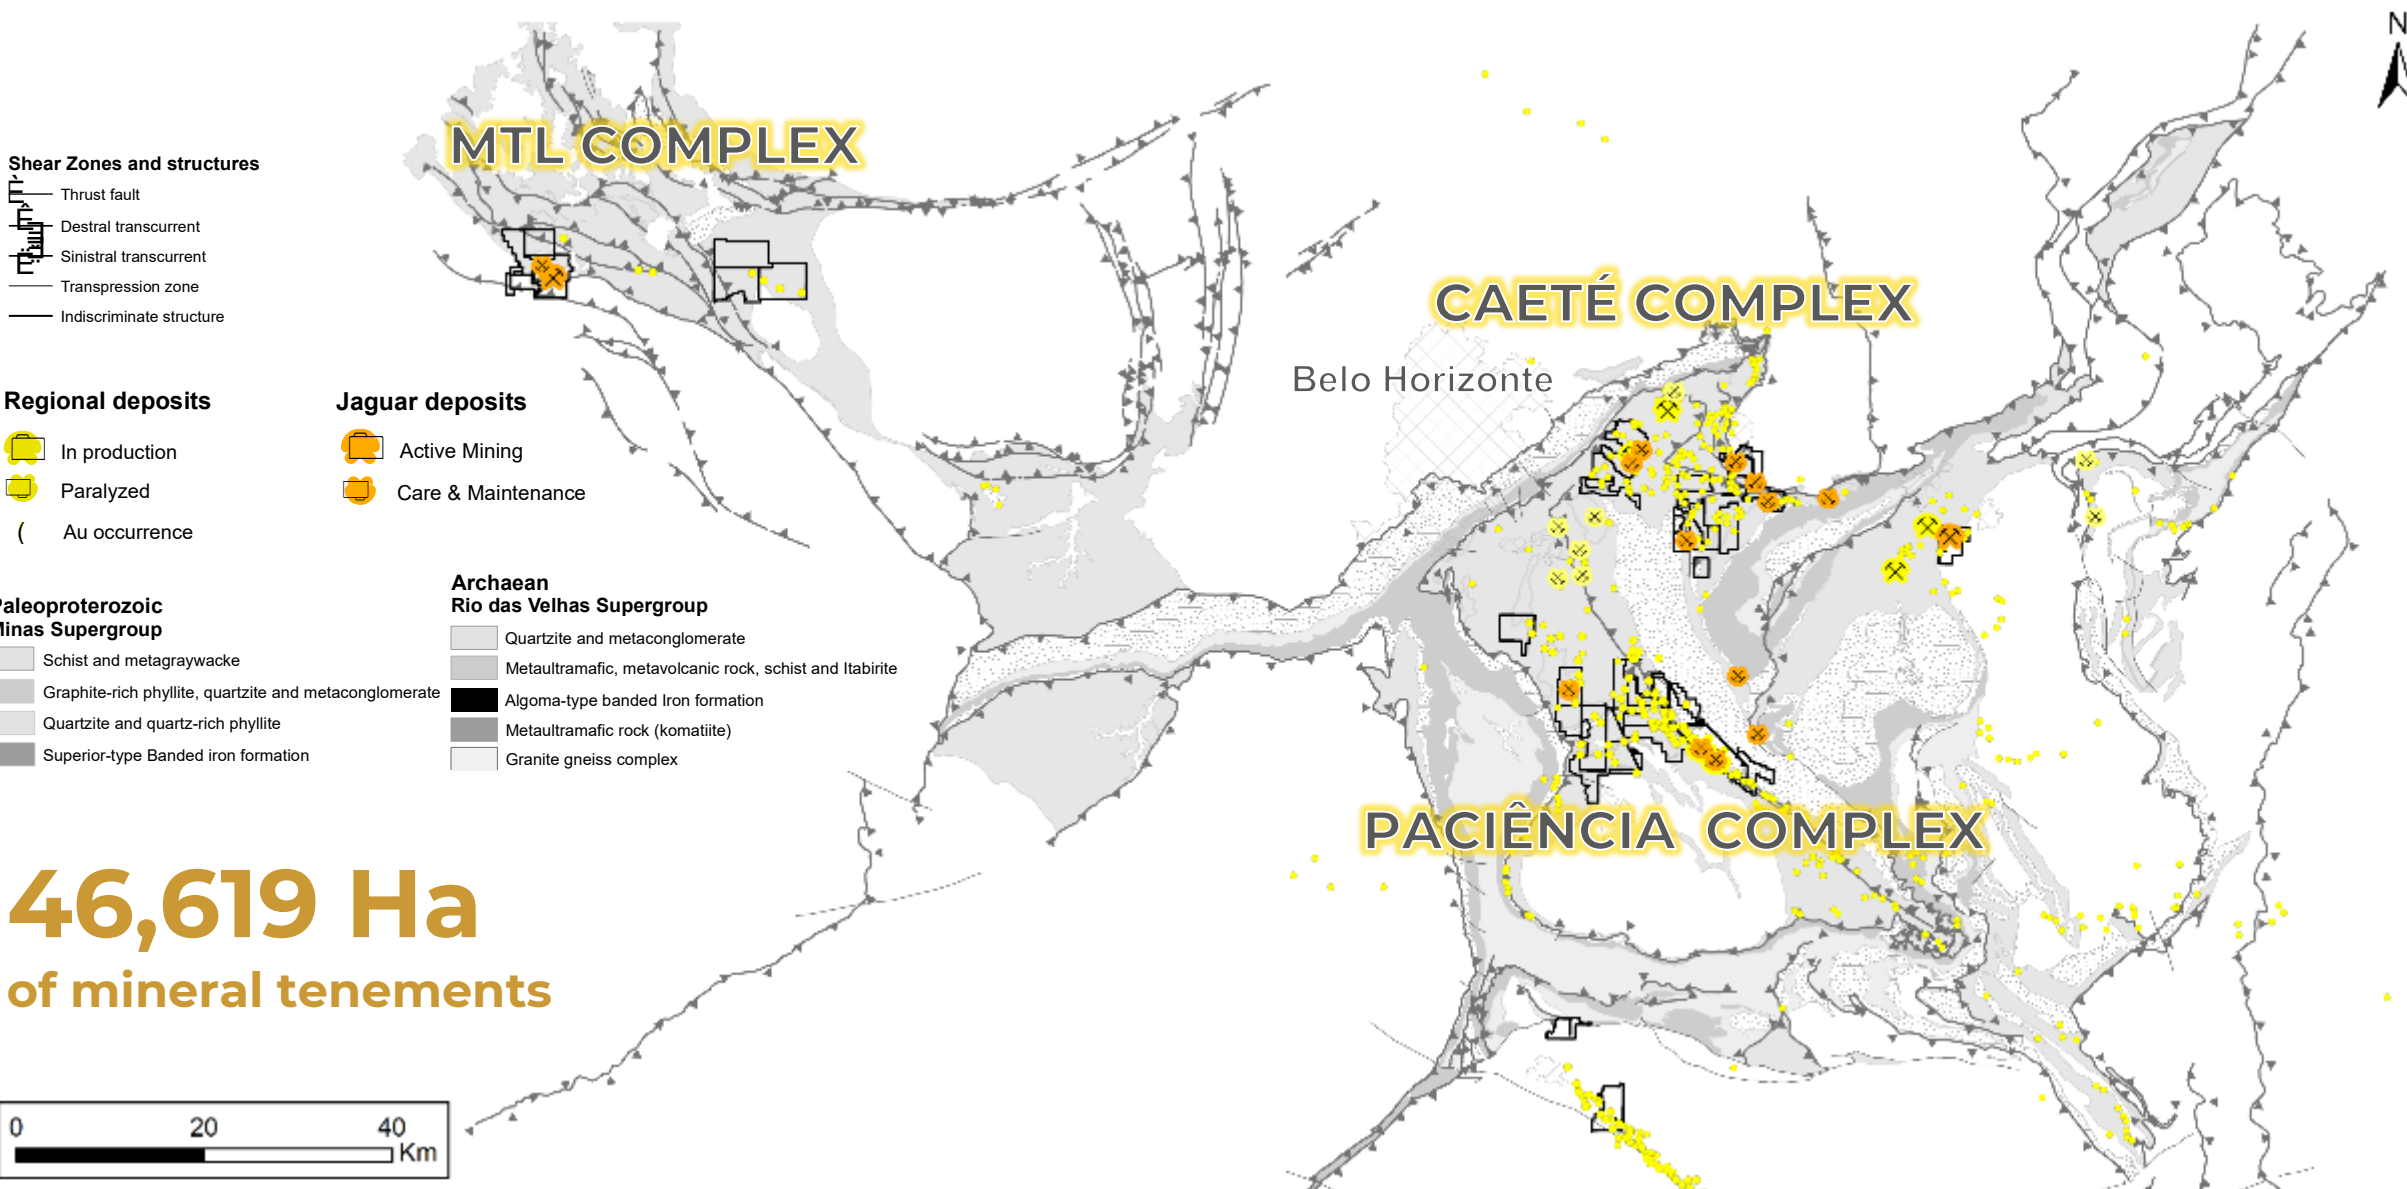 N
MTL COMPLEX
CAETÉ COMPLEX
Belo Horizonte
PACIÊNCIA COMPLEX
Shear Zones and structures
Thrust fault
Destral transcurrent
Sinistral transcurrent
Transpression zone
Indiscriminate structure
Regional deposits
In production
Paralyzed
( Au occurrence
Jaguar deposits
Active Mining
Care & Maintenance
Paleoproterozoic
Minas Supergroup
Schist and metagraywacke
Graphite-rich phyllite, quartzite and metaconglomerate
Quartzite and quartz-rich phyllite
Superior-type Banded iron formation
Archaean
Rio das Velhas Supergroup
Quartzite and metaconglomerate
Metaultramafic, metavolcanic rock, schist and Itabirite
Algoma-type banded Iron formation
Metaultramafic rock (komatiite)
Granite gneiss complex
46,619 Ha
of mineral tenements
0 20 40
Km